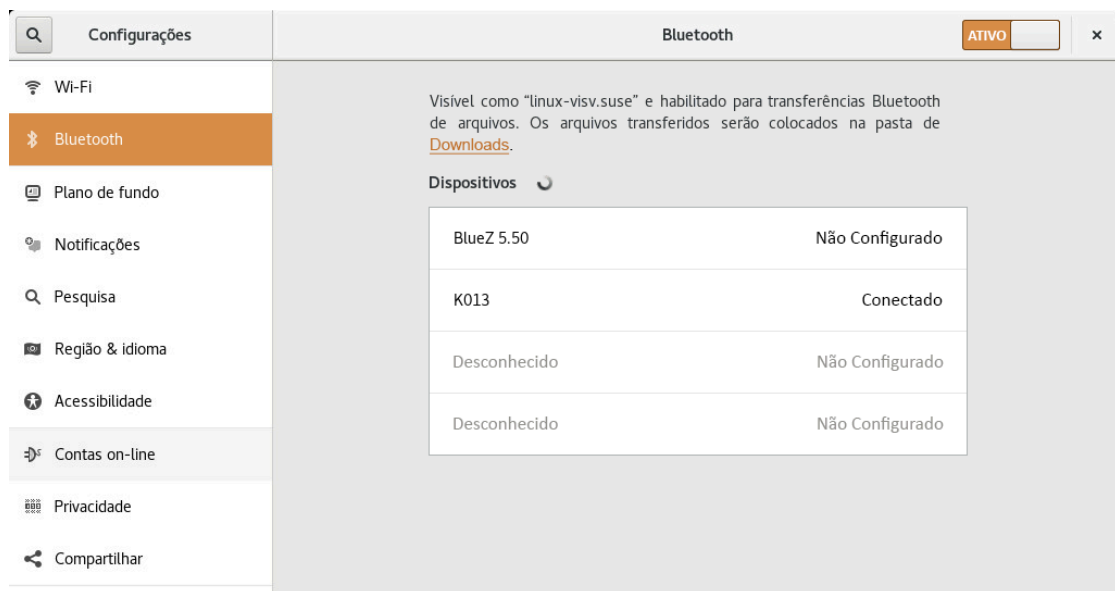 Configurações
Bluetooth
ATIVO
Wi-Fi
Bluetooth
Plano de fundo
Notificações
Pesquisa
Região & idioma
Acessibilidade
Contas on-line
Privacidade
Compartilhar
Visível como “linux-visv.suse” e habilitado para transferências Bluetooth
de arquivos. Os arquivos transferidos serão colocados na pasta de
Downloads.
Dispositivos
BlueZ 5.50 Não Configurado
K013 Conectado
Desconhecido Não Configurado
Desconhecido Não Configurado